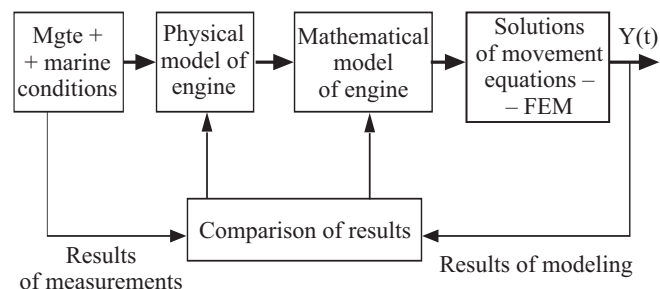 Mgte +
+ marine
conditions
Physical
model of
engine
Mathematical
model
of engine
Solutions
of movement
equations –
– FEM
Y(t)
Comparison of results
Results
of measurements
Results of modeling